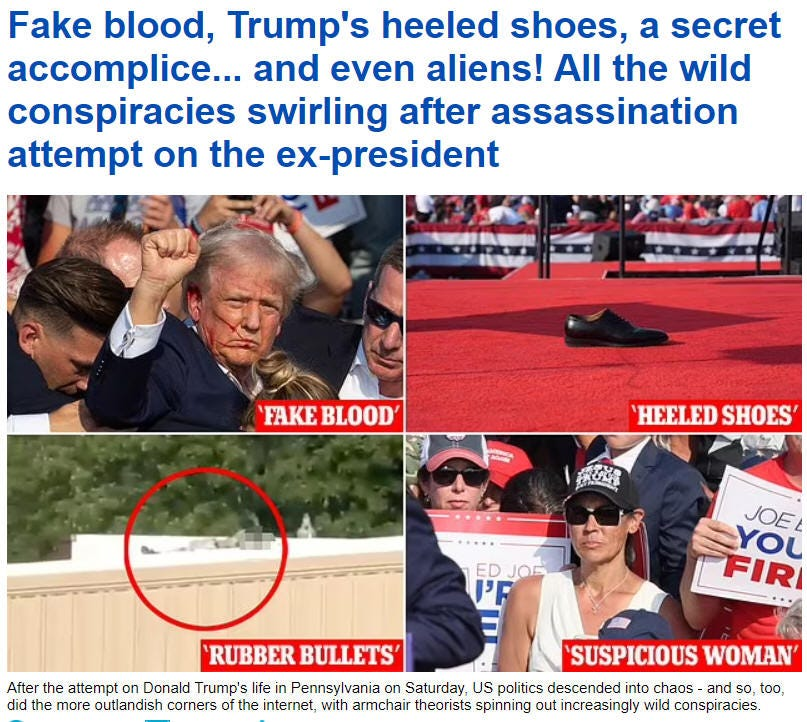 Fake blood, Trump's heeled shoes, a secret
accomplice... and even aliens! All the wild
conspiracies swirling after assassination
attempt on the ex-president
'FAKE BLOOD'
'HEELED SHOES'
JESUS
TRUMP
JOE
YOU
FIR
ED JOE
U'R
'RUBBER BULLETS'
'SUSPICIOUS WOMAN'
After the attempt on Donald Trump's life in Pennsylvania on Saturday, US politics descended into chaos - and so, too,
did the more outlandish corners of the internet, with armchair theorists spinning out increasingly wild conspiracies.